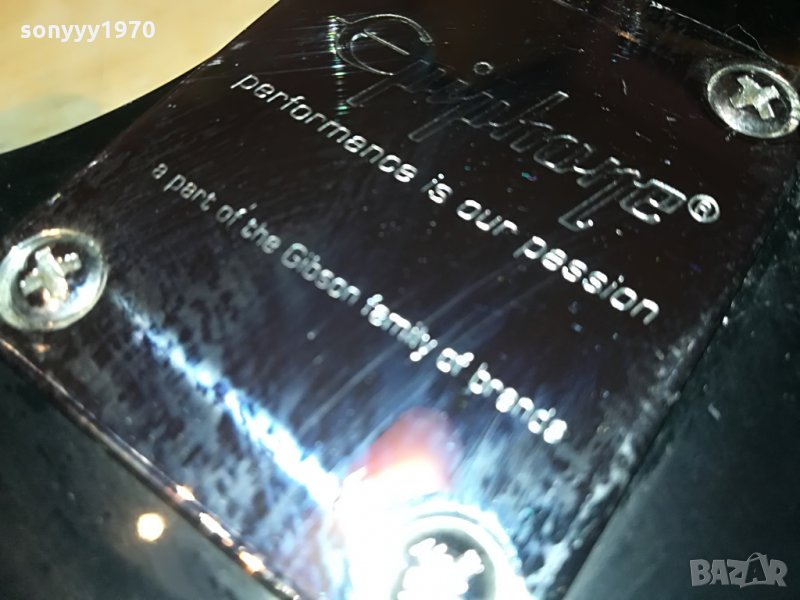 sonyyy1970
Epiphone®
performance is our passion
a part of the Gibson family of brands
BAZAR